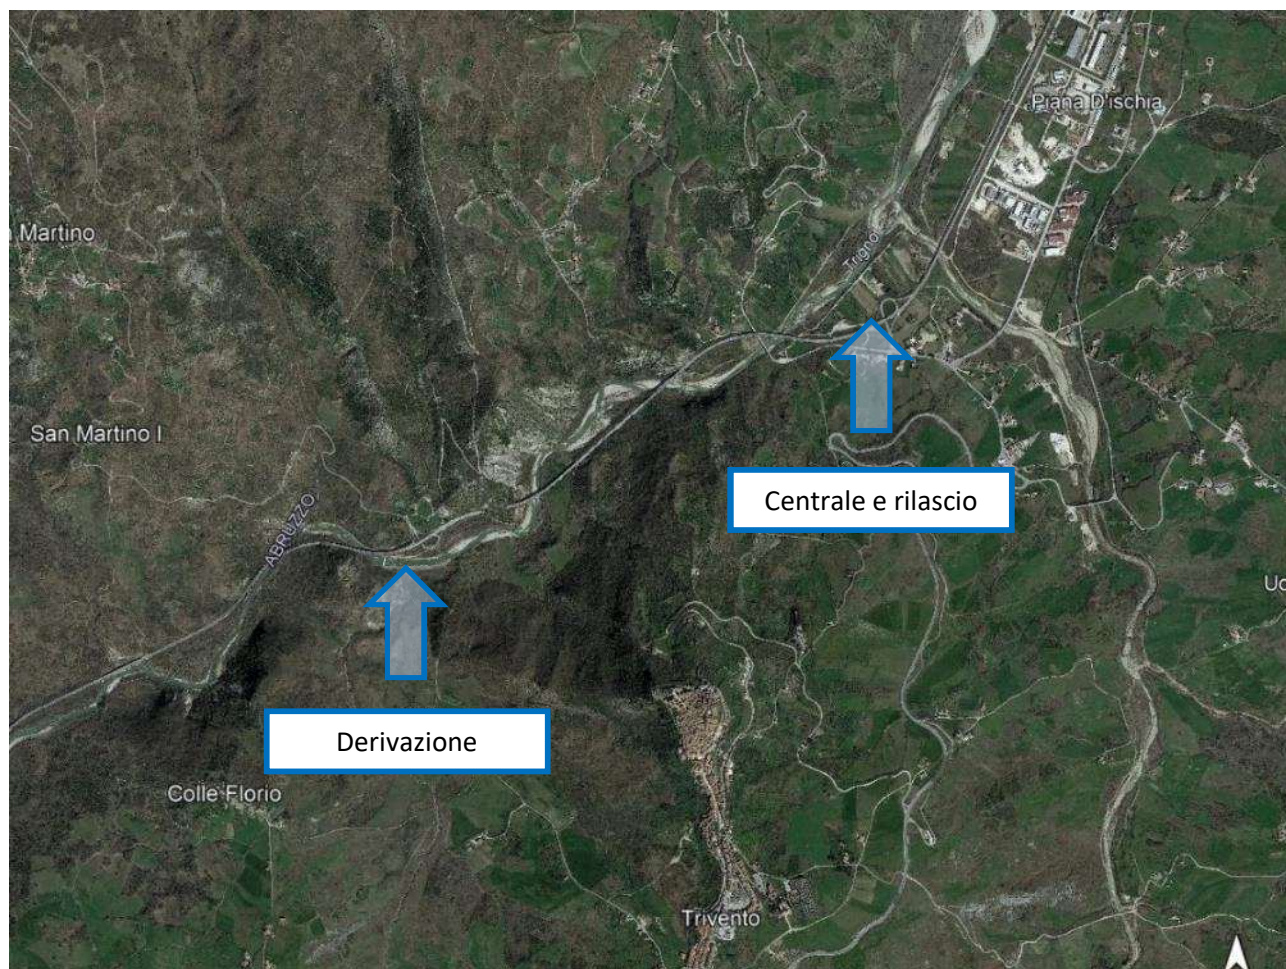 Piana D'ischia
Martino
Trigno
San Martino I
Centrale e rilascio
ABRUZZO
Derivazione
Colle Florio
Trivento